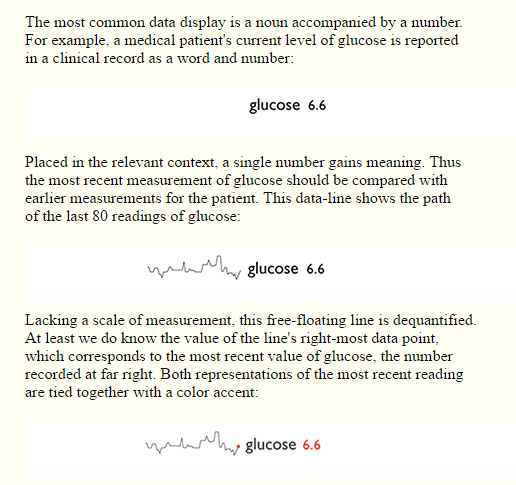 The most common data display is a noun accompanied by a number.
For example, a medical patient's current level of glucose is reported
in a clinical record as a word and number:
glucose 6.6
Placed in the relevant context, a single number gains meaning. Thus
the most recent measurement of glucose should be compared with
earlier measurements for the patient. This data-line shows the path
of the last 80 readings of glucose:
glucose 6.6
Lacking a scale of measurement, this free-floating line is dequantified.
At least we do know the value of the line's right-most data point,
which corresponds to the most recent value of glucose, the number
recorded at far right. Both representations of the most recent reading
are tied together with a color accent:
glucose 6.6